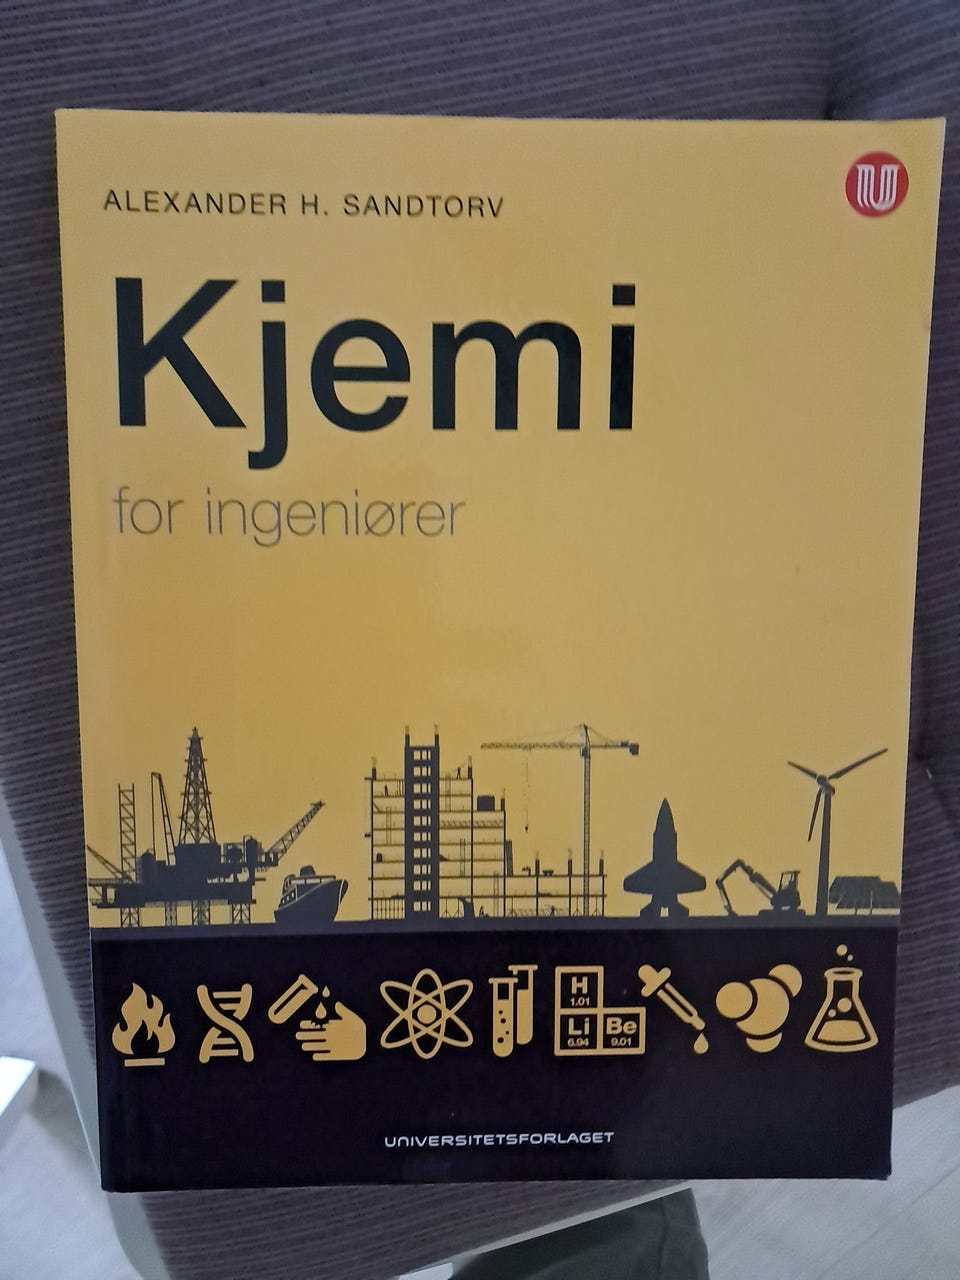 ALEXANDER H. SANDTORV
Kjemi
for ingeniører
H
1.01
Li Be
6.94 9.01
UNIVERSITETSFORLAGET